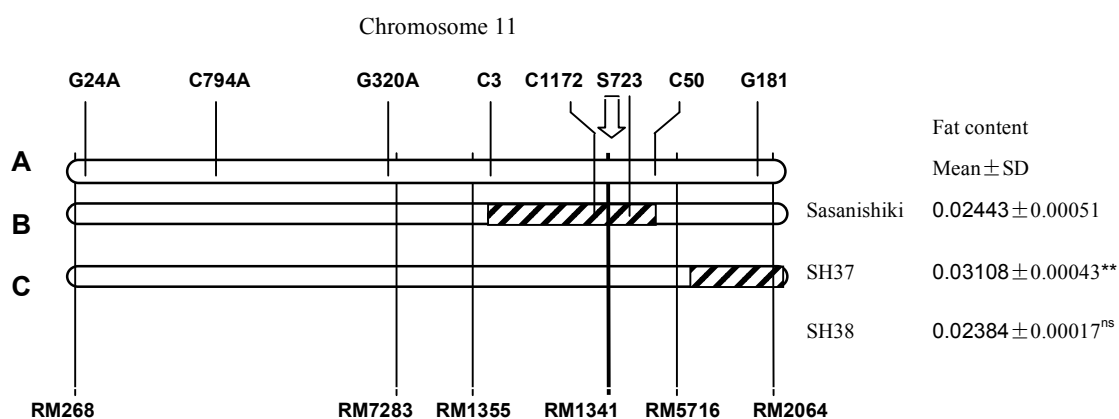 Chromosome 11
G24A C794A G320A C3 C1172 S723 C50 G181
Fat content
A Mean±SD
B Sasanishiki 0.02443±0.00051
C SH37 0.03108±0.00043**
SH38 0.02384±0.00017ns
RM268 RM7283 RM1355 RM1341 RM5716 RM2064